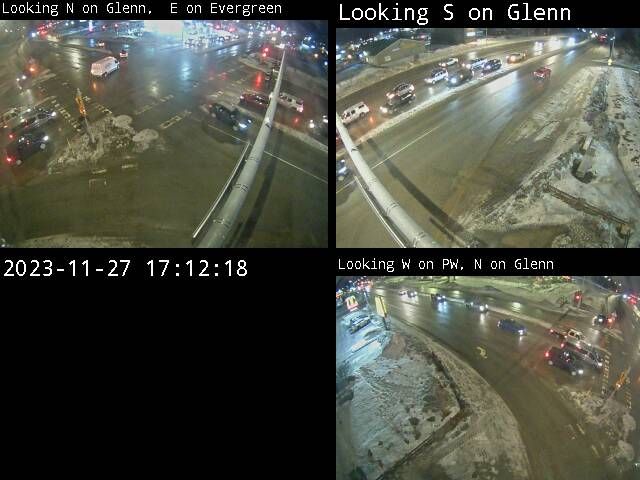 Looking N on Glenn, E on Evergreen
Looking S on Glenn
2023-11-27 17:12:18
Looking W on PW, N on Glenn